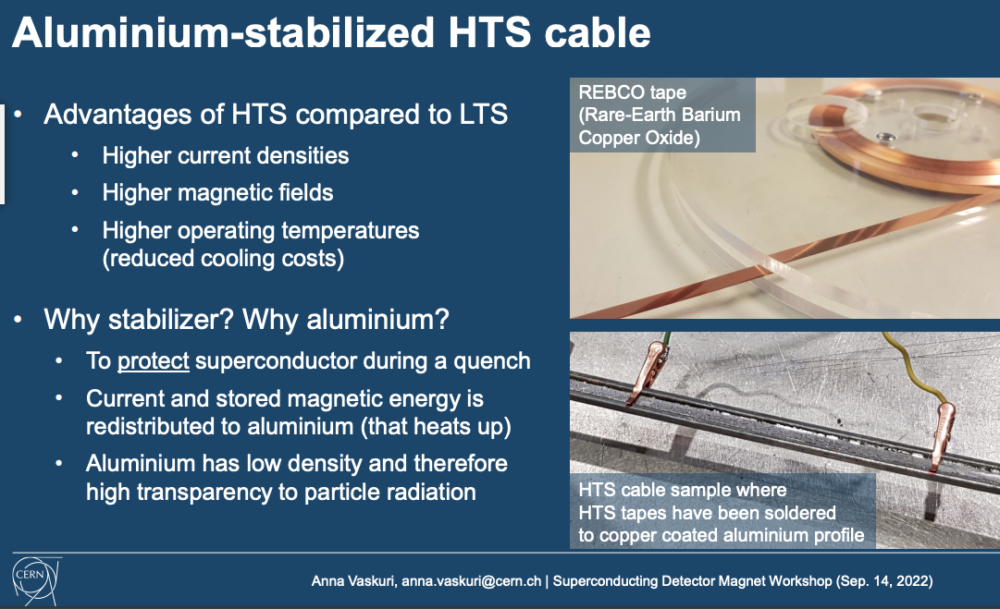 Aluminium-stabilized HTS cable
• Advantages of HTS compared to LTS
• Higher current densities
• Higher magnetic fields
• Higher operating temperatures
(reduced cooling costs)
• Why stabilizer? Why aluminium?
• To protect superconductor during a quench
• Current and stored magnetic energy is
redistributed to aluminium (that heats up)
• Aluminium has low density and therefore
high transparency to particle radiation
REBCO tape
(Rare-Earth Barium
Copper Oxide)
HTS cable sample where
HTS tapes have been soldered
to copper coated aluminium profile
CERN
Anna Vaskuri, anna.vaskuri@cern.ch | Superconducting Detector Magnet Workshop (Sep. 14, 2022)